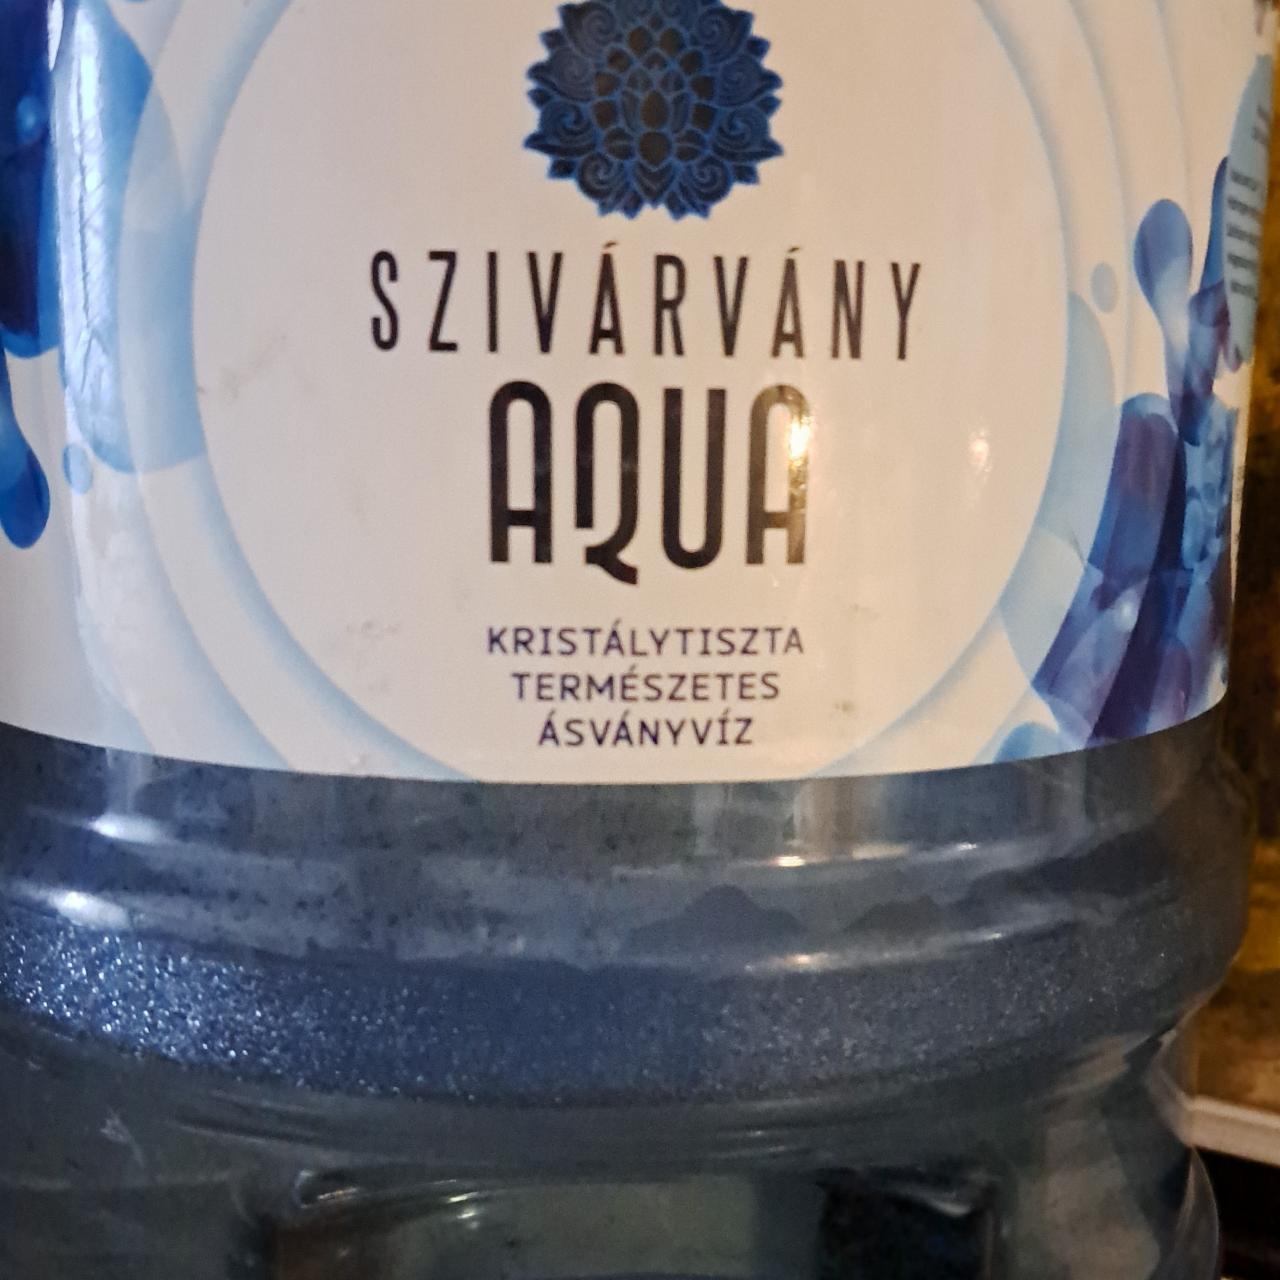 SZIVÁRVÁNY
AQUA
KRISTÁLYTISZTA
TERMÉSZETES
ÁSVÁNYVÍZ